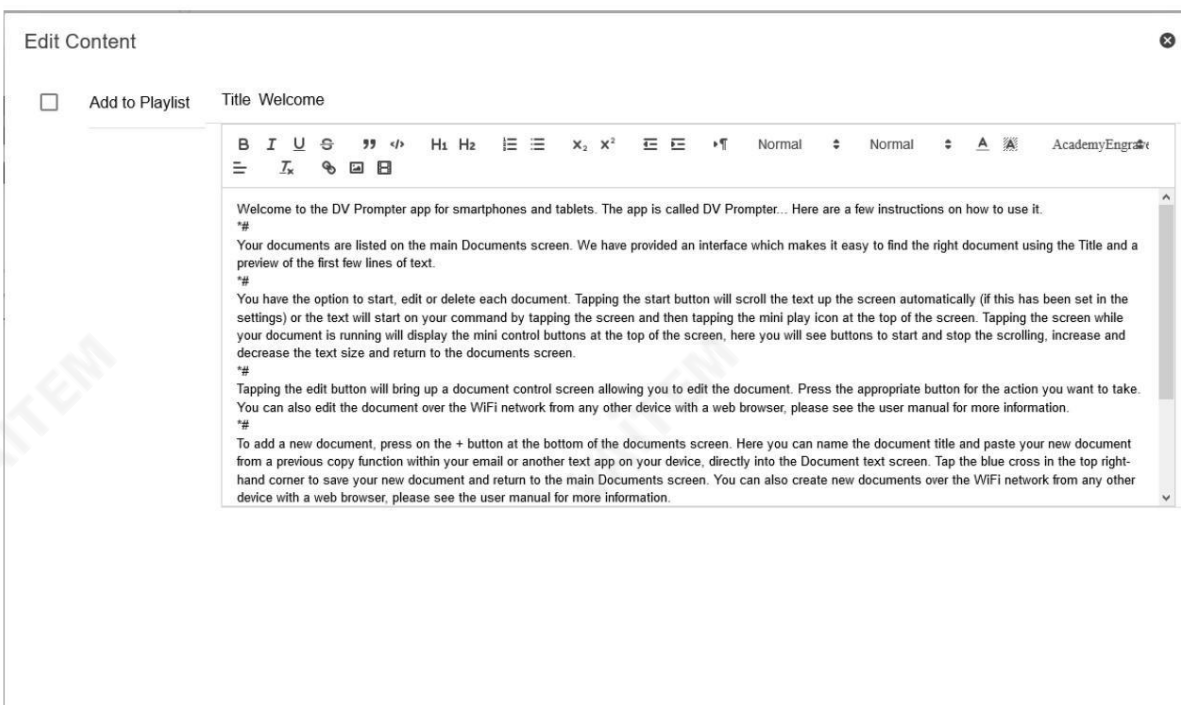 Edit Content
Add to Playlist
Title Welcome
B I U S ❞ </> H₁ H₂ X₂ X² ¶ Normal Normal A A
Tx
Welcome to the DV Prompter app for smartphones and tablets. The app is called DV Prompter... Here are a few instructions on how to use it.
*#
Your documents are listed on the main Documents screen. We have provided an interface which makes it easy to find the right document using the Title and a
preview of the first few lines of text.
*#
You have the option to start, edit or delete each document. Tapping the start button will scroll the text up the screen automatically (if this has been set in the
settings) or the text will start on your command by tapping the screen and then tapping the mini play icon at the top of the screen. Tapping the screen while
your document is running will display the mini control buttons at the top of the screen, here you will see buttons to start and stop the scrolling, increase and
decrease the text size and return to the documents screen.
*#
Tapping the edit button will bring up a document control screen allowing you to edit the document. Press the appropriate button for the action you want to take.
You can also edit the document over the WiFi network from any other device with a web browser, please see the user manual for more information.
*#
To add a new document, press on the + button at the bottom of the documents screen. Here you can name the document title and paste your new document
from a previous copy function within your email or another text app on your device, directly into the Document text screen. Tap the blue cross in the top right-
hand corner to save your new document and return to the main Documents screen. You can also create new documents over the WiFi network from any other
device with a web browser, please see the user manual for more information.